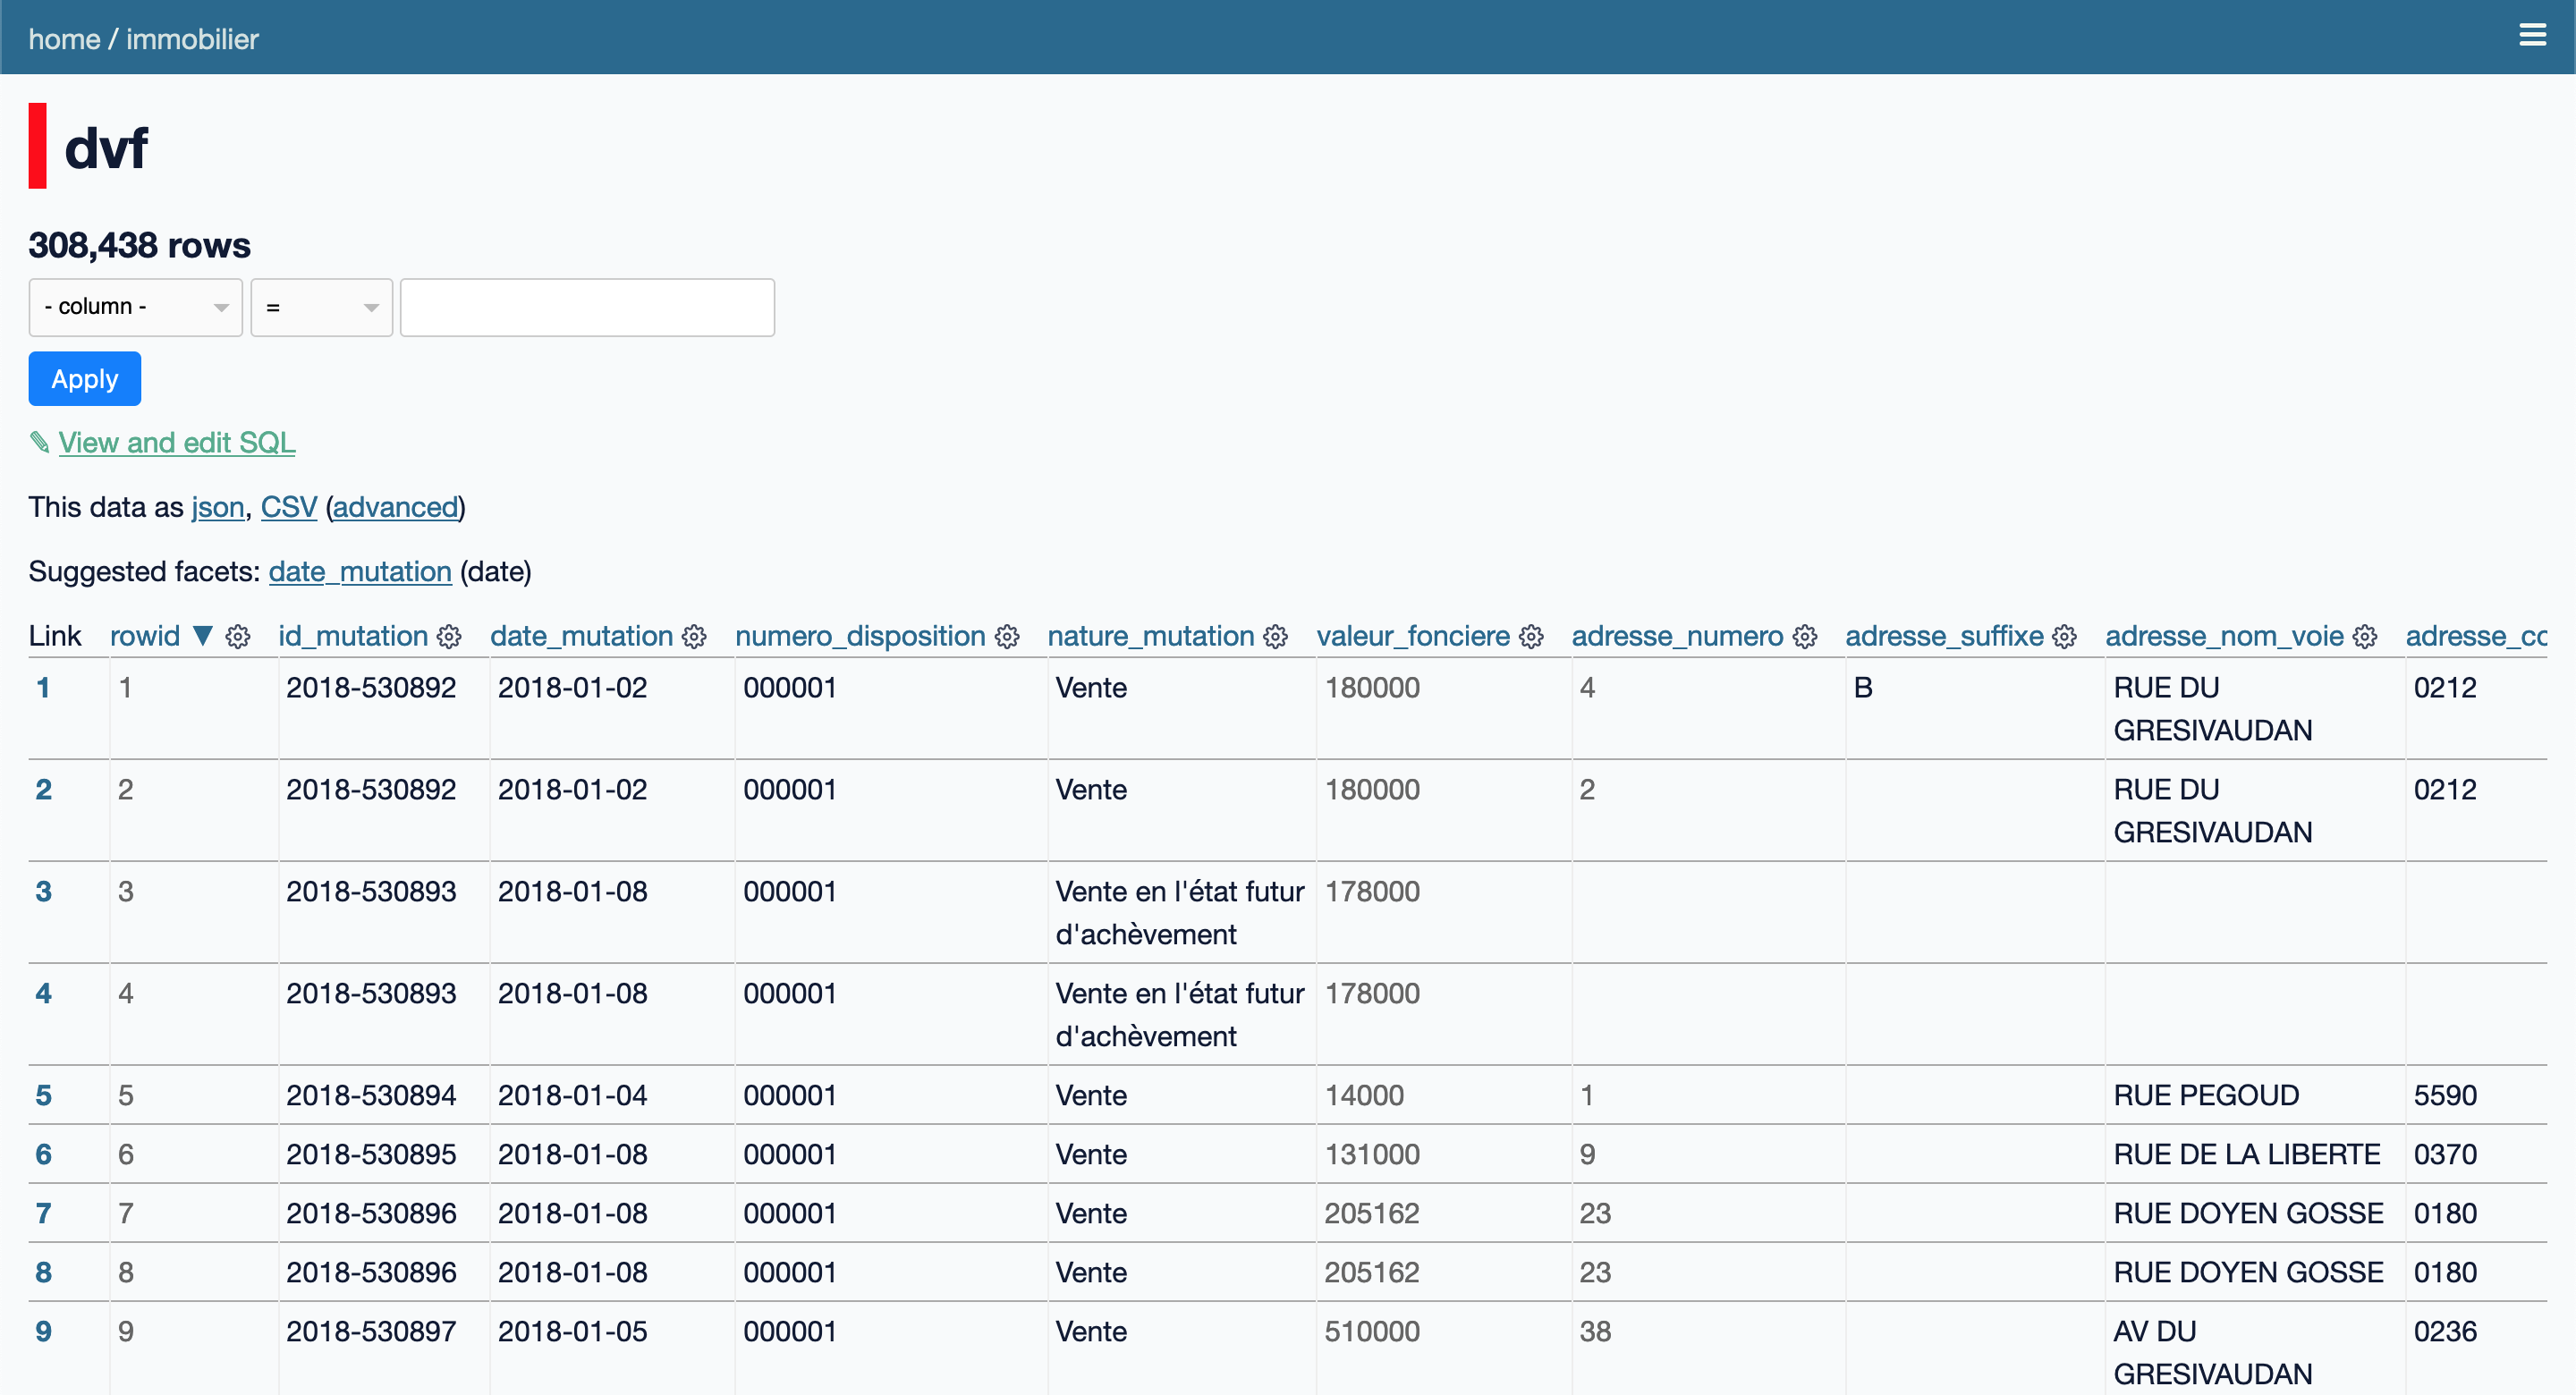 home / immobilier
dvf
308,438 rows
- column - =
Apply
✎ View and edit SQL
This data as json, CSV (advanced)
Suggested facets: date_mutation (date)
Link rowid ▼ id_mutation date_mutation numero_disposition nature_mutation valeur_fonciere adresse_numero adresse_suffixe adresse_nom_voie adresse_co
1 1 2018-530892 2018-01-02 000001 Vente 180000 4 B RUE DU 0212
GRESIVAUDAN
2 2 2018-530892 2018-01-02 000001 Vente 180000 2 RUE DU 0212
GRESIVAUDAN
3 3 2018-530893 2018-01-08 000001 Vente en l'état futur 178000
d'achèvement
4 4 2018-530893 2018-01-08 000001 Vente en l'état futur 178000
d'achèvement
5 5 2018-530894 2018-01-04 000001 Vente 14000 1 RUE PEGOUD 5590
6 6 2018-530895 2018-01-08 000001 Vente 131000 9 RUE DE LA LIBERTE 0370
7 7 2018-530896 2018-01-08 000001 Vente 205162 23 RUE DOYEN GOSSE 0180
8 8 2018-530896 2018-01-08 000001 Vente 205162 23 RUE DOYEN GOSSE 0180
9 9 2018-530897 2018-01-05 000001 Vente 510000 38 AV DU 0236
GRESIVAUDAN